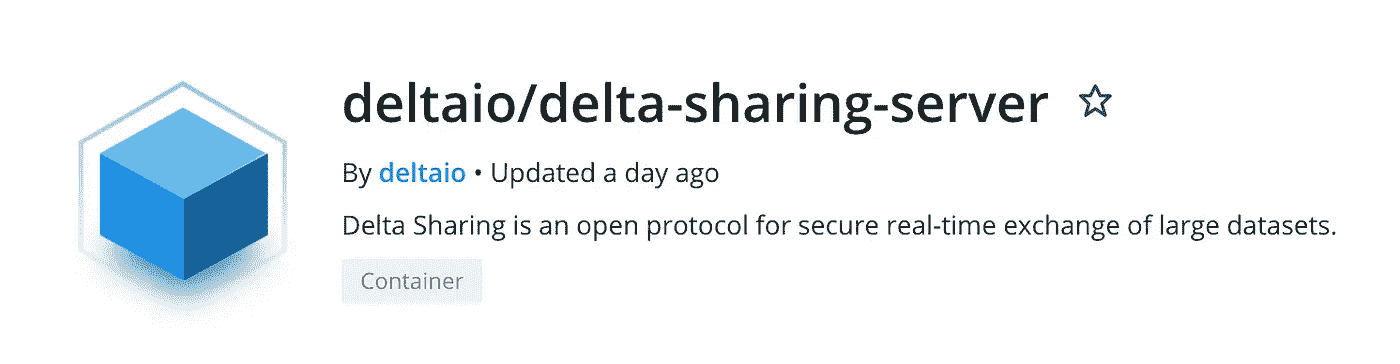 deltaio/delta-sharing-server
By deltaio • Updated a day ago
Delta Sharing is an open protocol for secure real-time exchange of large datasets.
Container